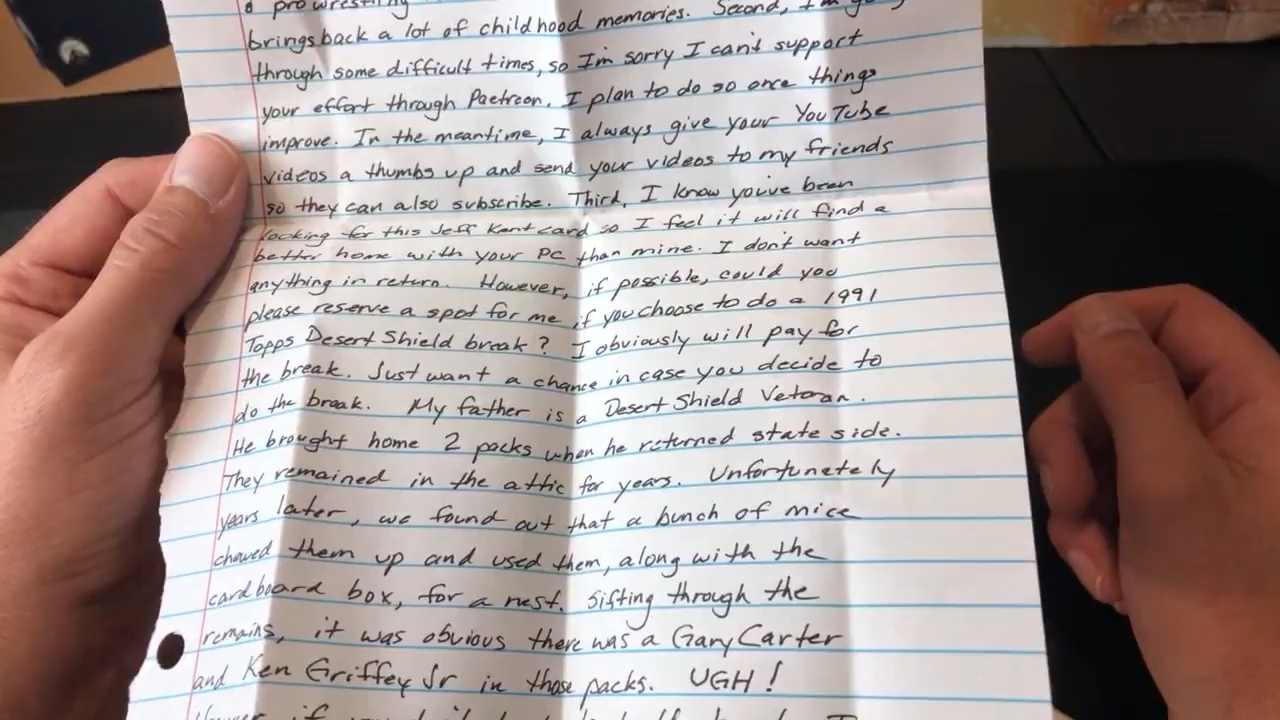 prowrestling
brings back a lot of childhood memories. Second, I'm
through some difficult times, so I'm sorry I can't support
your effort through Paetreon. I plan to do so once things
improve. In the meantime, I always give your YouTube
videos a thumbs up and send your videos to my friends
so they can also subscribe. Third, I know you've been
looking for this Jeff Kent card so I feel it will find a
better home with your PC than mine. I don't want
anything in return. However, if possible, could you
please reserve a spot for me if you choose to do a 1991
Topps Desert Shield break? I obviously will pay for
the break. Just want a chance in case you decide to
do the break. My father is a Desert Shield Veteran.
He brought home 2 packs when he returned state side.
They remained in the attic for years. Unfortunetely
years later, we found out that a bunch of mice
chowed them up and used them, along with the
cardboard box, for a nest. Sifting through the
remains, it was obvious there was a Gary Carter
and Ken Griffey Jr in those packs. UGH!